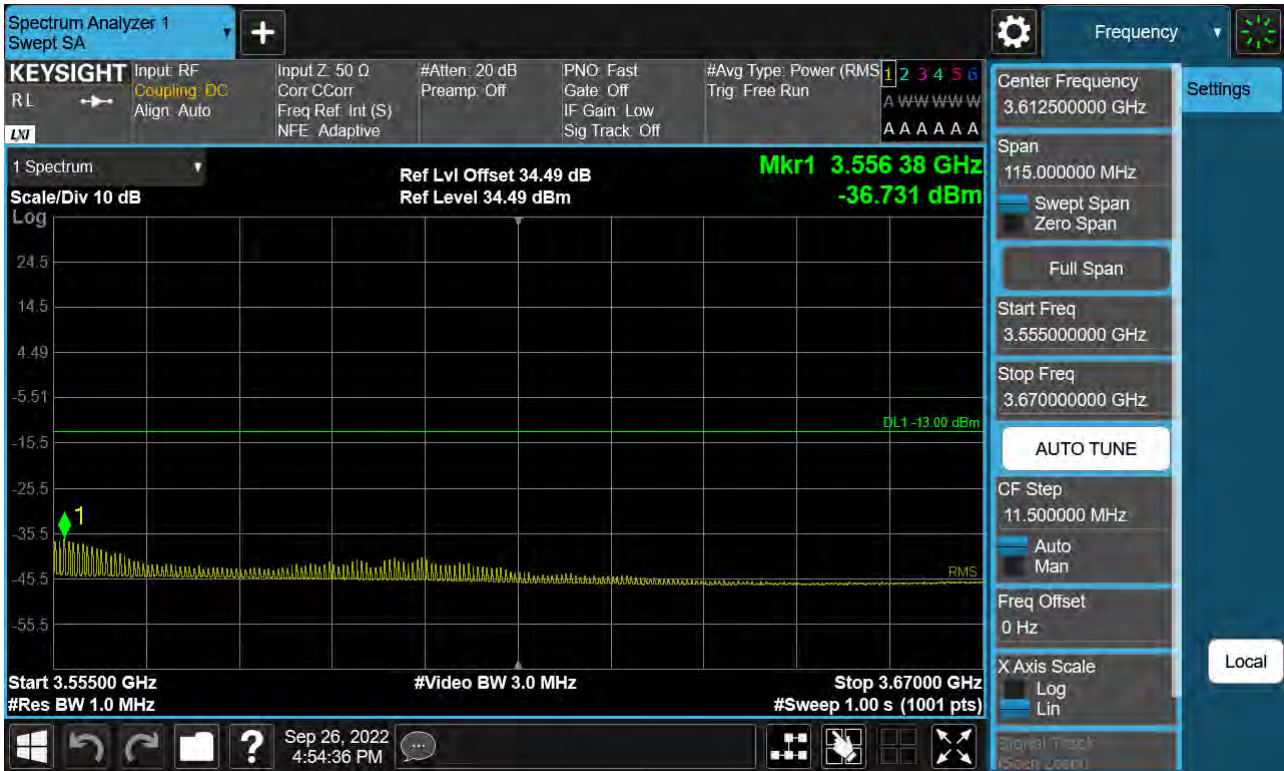 Spectrum Analyzer 1
Swept SA
+
Frequency
KEYSIGHT
RL
LXI
Input: RF
Coupling: DC
Align: Auto
Input Z: 50 Ω
Corr CCorr
Freq Ref: Int (S)
NFE: Adaptive
#Atten: 20 dB
Preamp: Off
PNO: Fast
Gate: Off
IF Gain: Low
Sig Track: Off
#Avg Type: Power (RMS
Trig: Free Run
1 2 3 4 5 6
A W W W W W
A A A A A A
1 Spectrum
Scale/Div 10 dB
Log
Ref Lvl Offset 34.49 dB
Ref Level 34.49 dBm
Mkr1 3.556 38 GHz
-36.731 dBm
24.5
14.5
4.49
-5.51
DL1 -13.00 dBm
-15.5
-25.5
1
-35.5
-45.5
RMS
-55.5
Start 3.55500 GHz
#Res BW 1.0 MHz
#Video BW 3.0 MHz
Stop 3.67000 GHz
#Sweep 1.00 s (1001 pts)
Center Frequency
3.612500000 GHz
Span
115.000000 MHz
Swept Span
Zero Span
Full Span
Start Freq
3.555000000 GHz
Stop Freq
3.670000000 GHz
AUTO TUNE
CF Step
11.500000 MHz
Auto
Man
Freq Offset
0 Hz
X Axis Scale
Log
Lin
Signal Track
(Span Zoom)
Settings
Local
?
Sep 26, 2022
4:54:36 PM